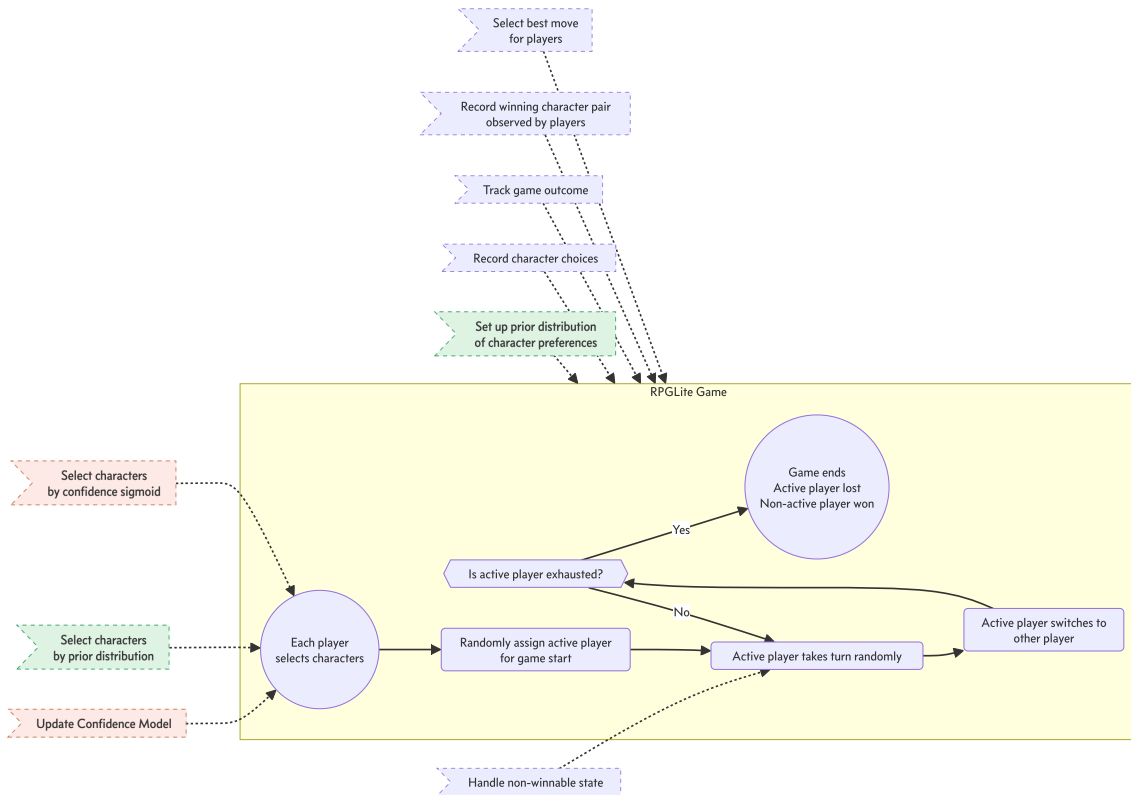 Select best move
for players
Record winning character pair
observed by players
Track game outcome
Record character choices
Set up prior distribution
of character preferences
RPGLite Game
Select characters
by confidence sigmoid
Game ends
Active player lost
Non-active player won
Yes
Is active player exhausted?
No
Each player
selects characters
Randomly assign active player
for game start
Active player takes turn randomly
Active player switches to
other player
Select characters
by prior distribution
Update Confidence Model
Handle non-winnable state